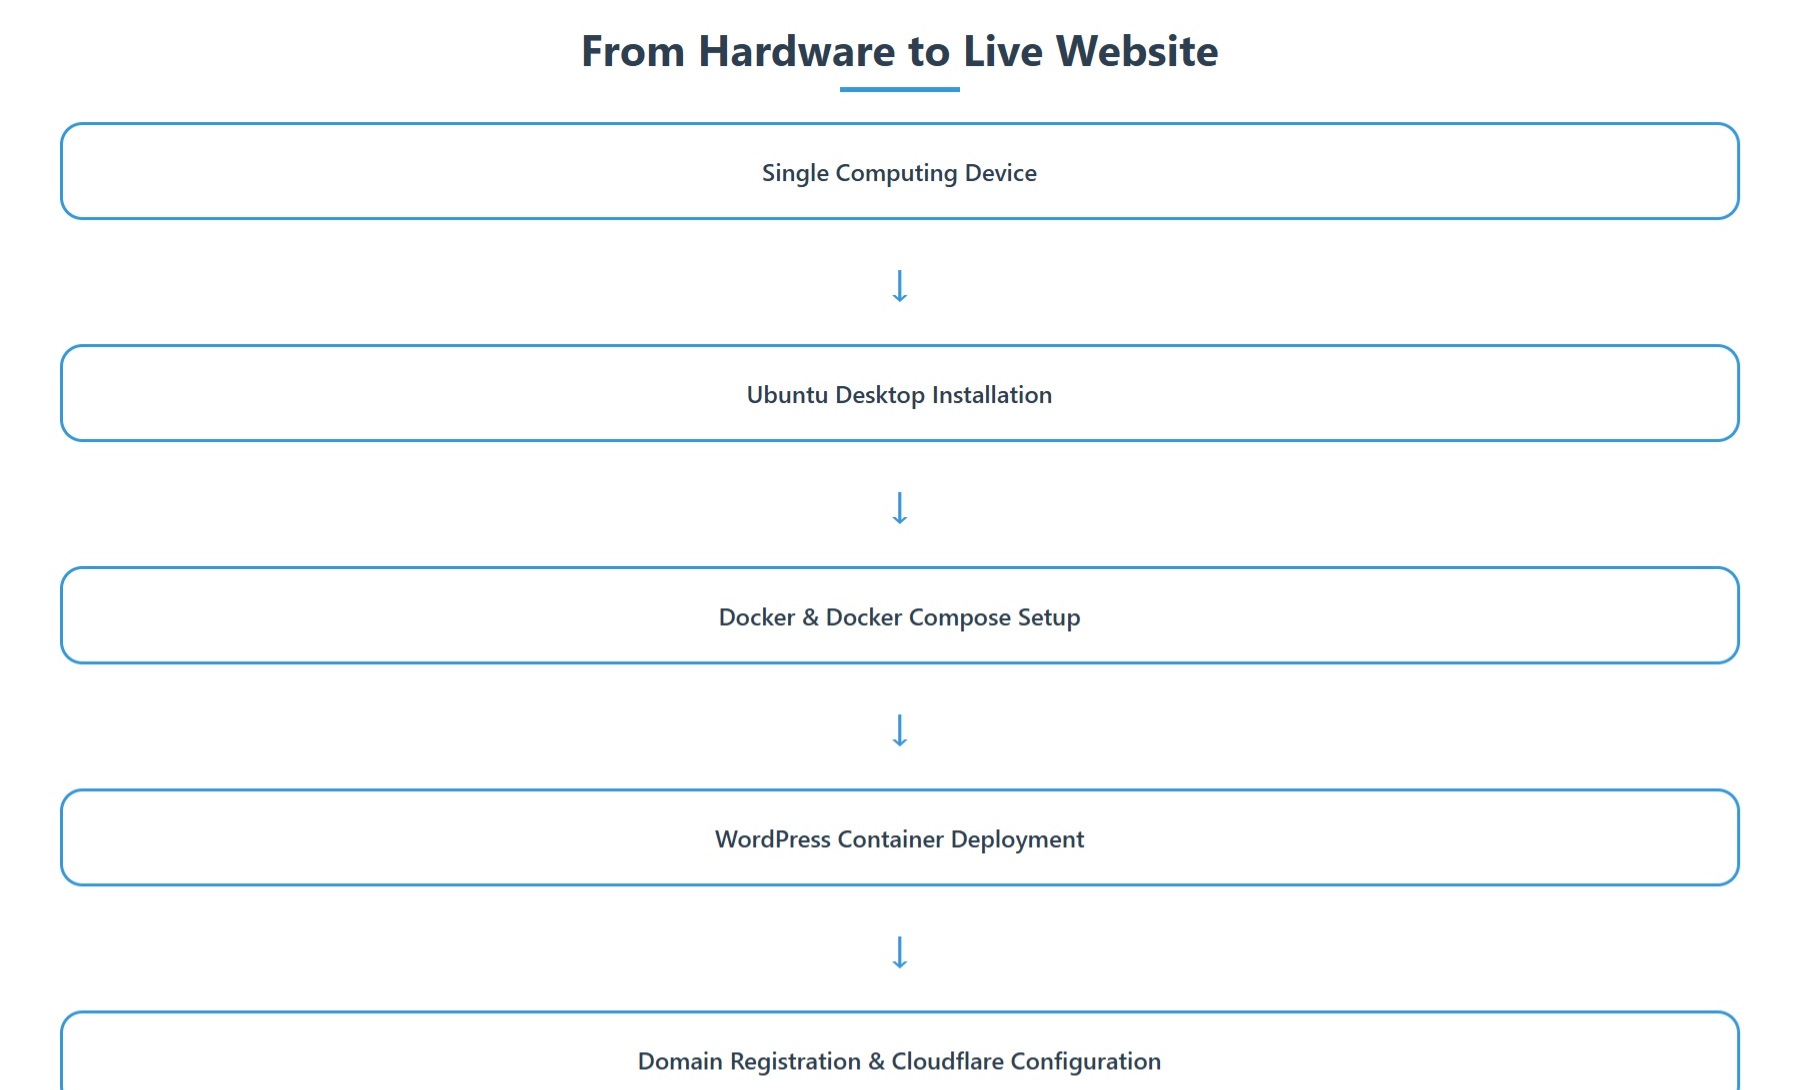 From Hardware to Live Website
Single Computing Device
↓
Ubuntu Desktop Installation
↓
Docker & Docker Compose Setup
↓
WordPress Container Deployment
↓
Domain Registration & Cloudflare Configuration